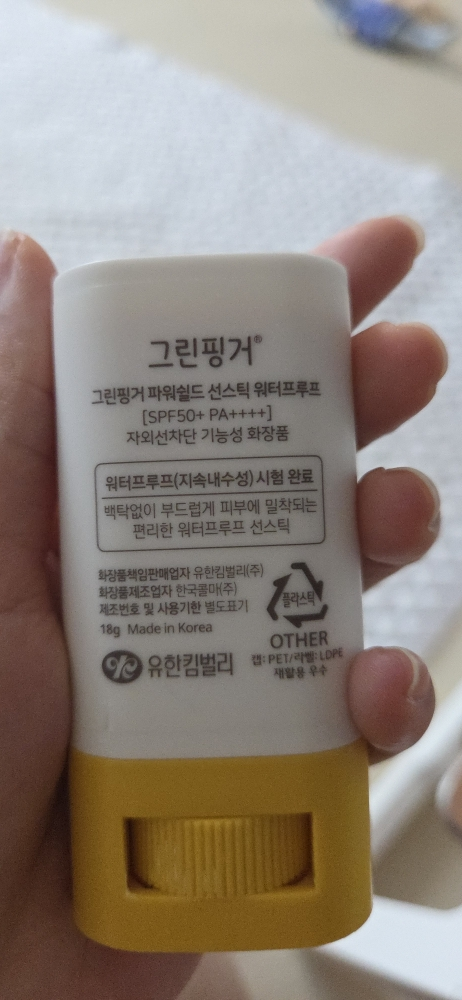 그린핑거®
그린핑거 파워쉴드 선스틱 워터프루프
[SPF50+ PA++++]
자외선차단 기능성 화장품
워터프루프(지속내수성) 시험 완료
백탁없이 부드럽게 피부에 밀착되는
편리한 워터프루프 선스틱
화장품책임판매업자 유한킴벌리(주)
화장품제조업자 한국콜마(주)
제조번호 및 사용기한 별도표기
18g Made in Korea
유한킴벌리
플라스틱
OTHER
캡: PET/라벨: LDPE
재활용 우수